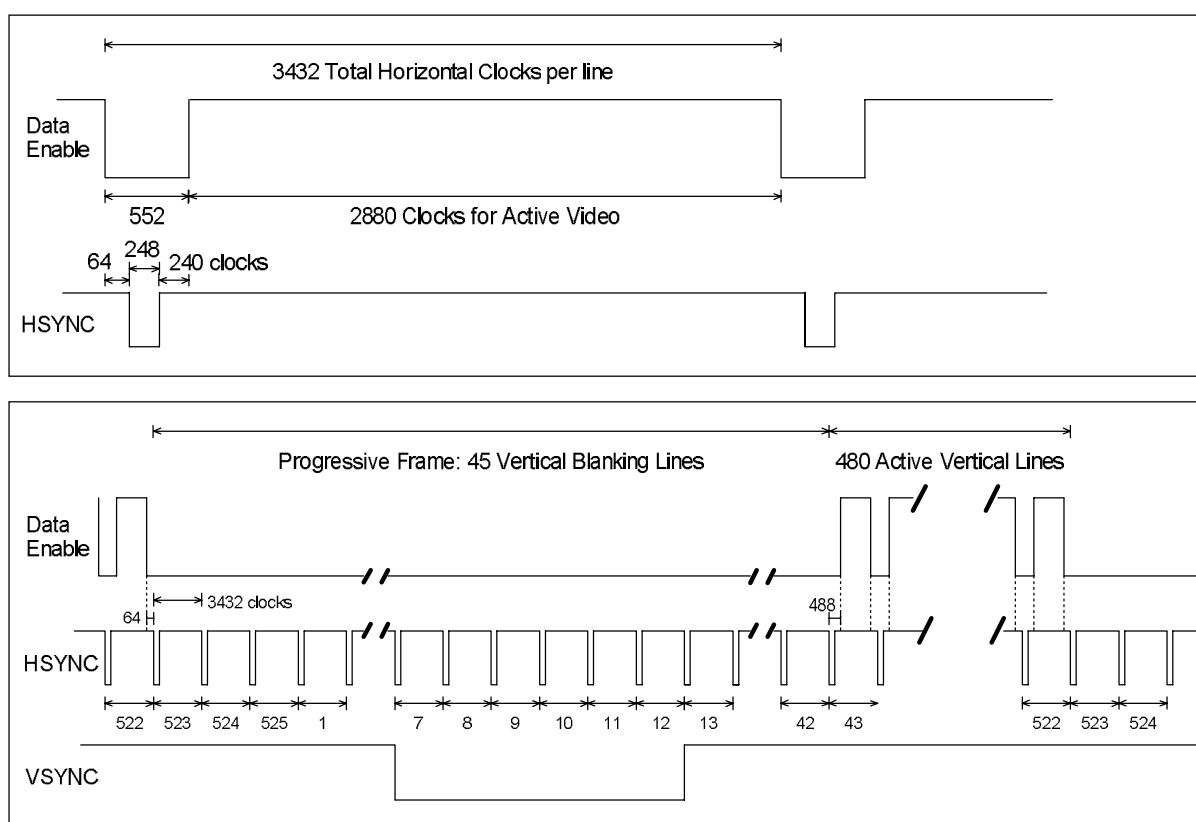 3432 Total Horizontal Clocks per line
Data
Enable
552
2880 Clocks for Active Video
248
64
240 clocks
HSYNC
Progressive Frame: 45 Vertical Blanking Lines
480 Active Vertical Lines
Data
Enable
64
3432 clocks
488
HSYNC
522 523 524 525 1 7 8 9 10 11 12 13 42 43 522 523 524
VSYNC